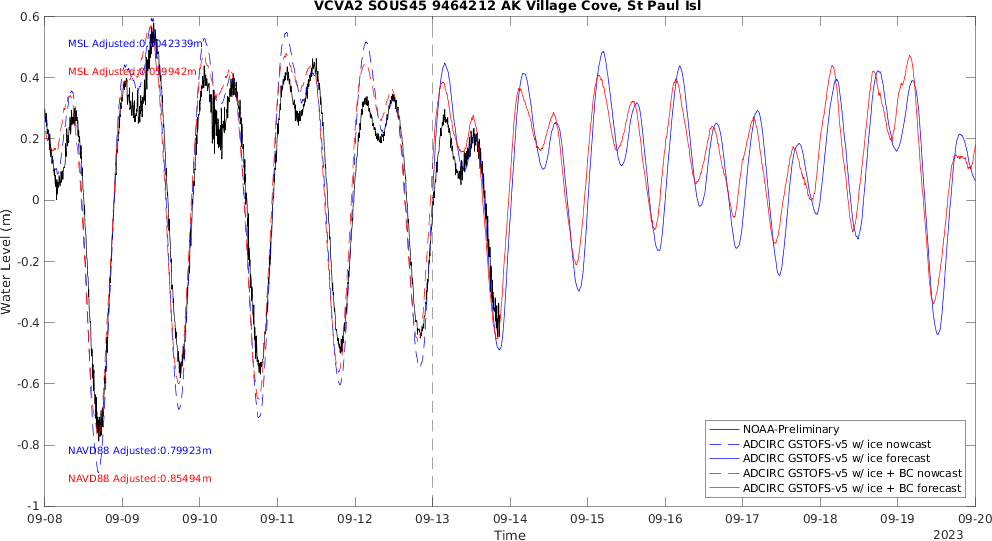 VCVA2 SOUS45 9464212 AK Village Cove, St Paul Isl
0.6
0.4
0.2
0
-0.2
-0.4
-0.6
-0.8
-1
Water Level (m)
MSL Adjusted:0.0042339m
MSL Adjusted:0.059942m
NAVD88 Adjusted:0.79923m
NAVD88 Adjusted:0.85494m
NOAA-Preliminary
ADCIRC GSTOFS-v5 w/ ice nowcast
ADCIRC GSTOFS-v5 w/ ice forecast
ADCIRC GSTOFS-v5 w/ ice + BC nowcast
ADCIRC GSTOFS-v5 w/ ice + BC forecast
09-08 09-09 09-10 09-11 09-12 09-13 09-14 09-15 09-16 09-17 09-18 09-19 09-20
Time
2023